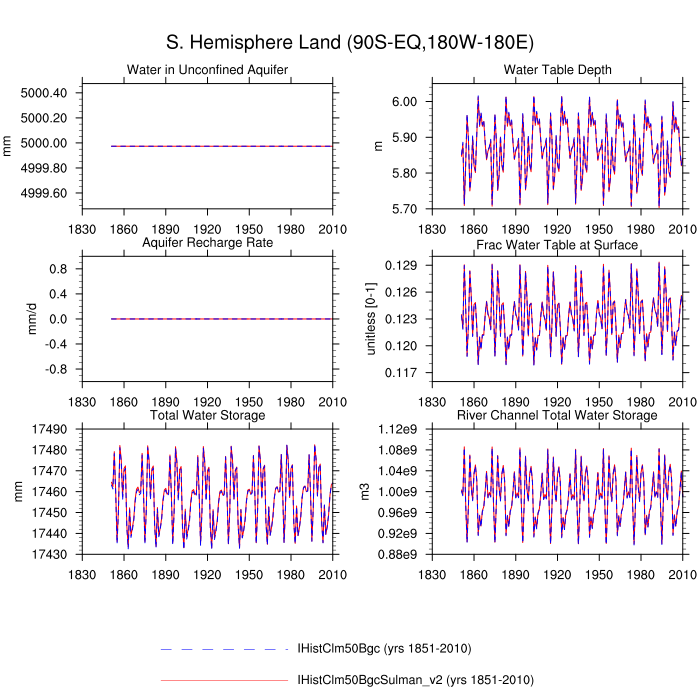 S. Hemisphere Land (90S-EQ,180W-180E)
Water in Unconfined Aquifer
5000.40
5000.20
5000.00
4999.80
4999.60
mm
1830 1860 1890 1920 1950 1980 2010
Water Table Depth
6.00
5.90
5.80
5.70
m
1830 1860 1890 1920 1950 1980 2010
Aquifer Recharge Rate
0.8
0.4
0.0
-0.4
-0.8
mm/d
1830 1860 1890 1920 1950 1980 2010
Frac Water Table at Surface
0.129
0.126
0.123
0.120
0.117
unitless [0-1]
1830 1860 1890 1920 1950 1980 2010
Total Water Storage
17490
17480
17470
17460
17450
17440
17430
mm
1830 1860 1890 1920 1950 1980 2010
River Channel Total Water Storage
1.12e9
1.08e9
1.04e9
1.00e9
0.96e9
0.92e9
0.88e9
m3
1830 1860 1890 1920 1950 1980 2010
IHistClm50Bgc (yrs 1851-2010)
IHistClm50BgcSulman_v2 (yrs 1851-2010)